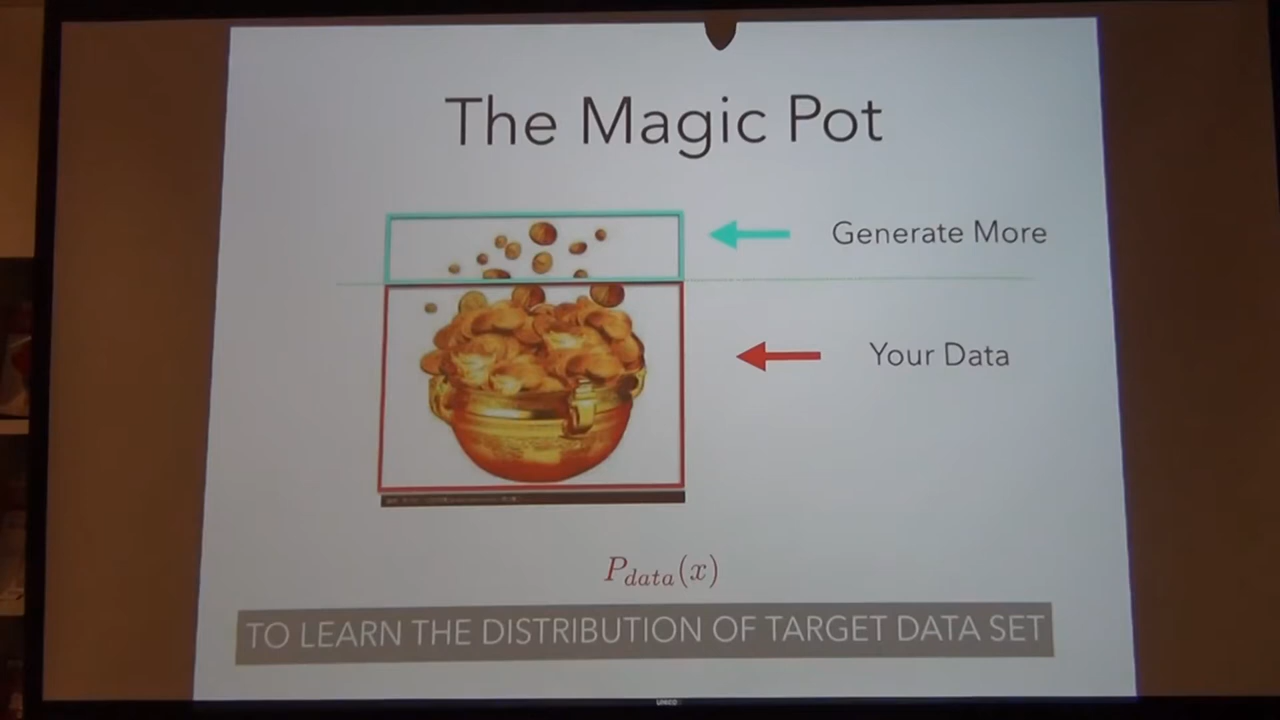 The Magic Pot
Generate More
Your Data
P_{data}(x)
TO LEARN THE DISTRIBUTION OF TARGET DATA SET